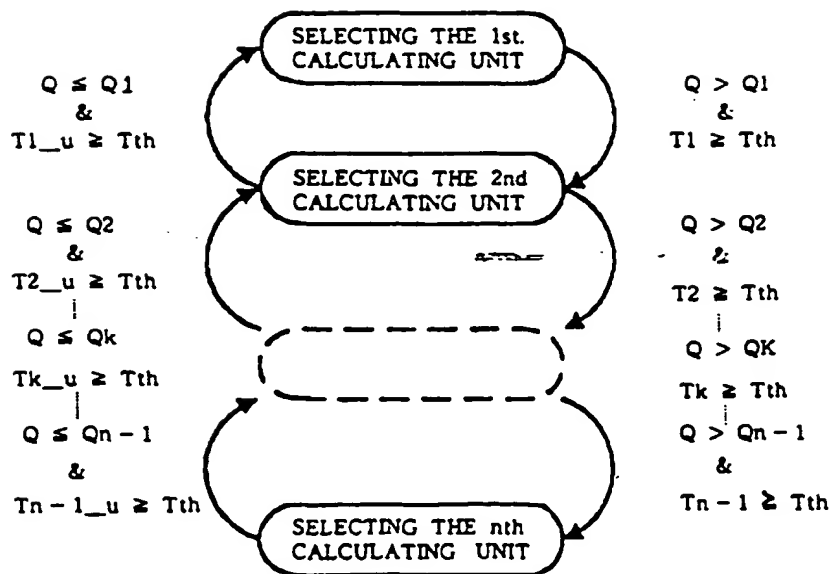 SELECTING THE 1st.
CALCULATING UNIT
Q ≦ Q1
&
T1_u ≧ Tth
Q > Q1
&
T1 ≧ Tth
SELECTING THE 2nd
CALCULATING UNIT
Q ≦ Q2
&
T2_u ≧ Tth
Q ≦ Qk
Tk_u ≧ Tth
Q ≦ Qn-1
&
Tn-1_u ≧ Tth
Q > Q2
&
T2 ≧ Tth
Q > QK
Tk ≧ Tth
Q > Qn-1
&
Tn-1 ≧ Tth
SELECTING THE nth
CALCULATING UNIT